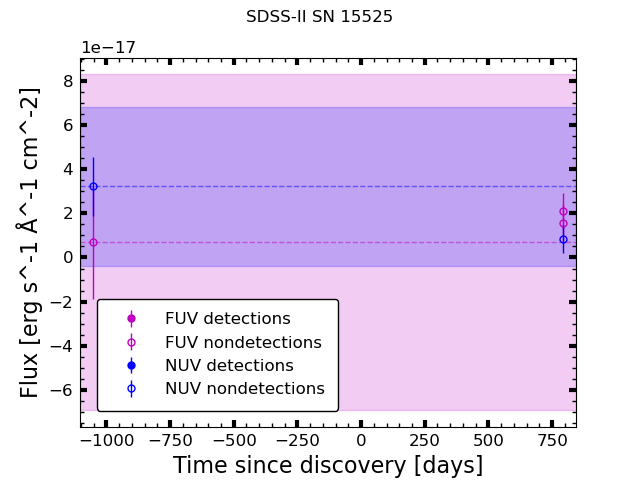 SDSS-II SN 15525
1e−17
8
6
4
2
0
−2
−4
−6
Flux [erg s^-1 Å^-1 cm^-2]
FUV detections
FUV nondetections
NUV detections
NUV nondetections
−1000 −750 −500 −250 0 250 500 750
Time since discovery [days]